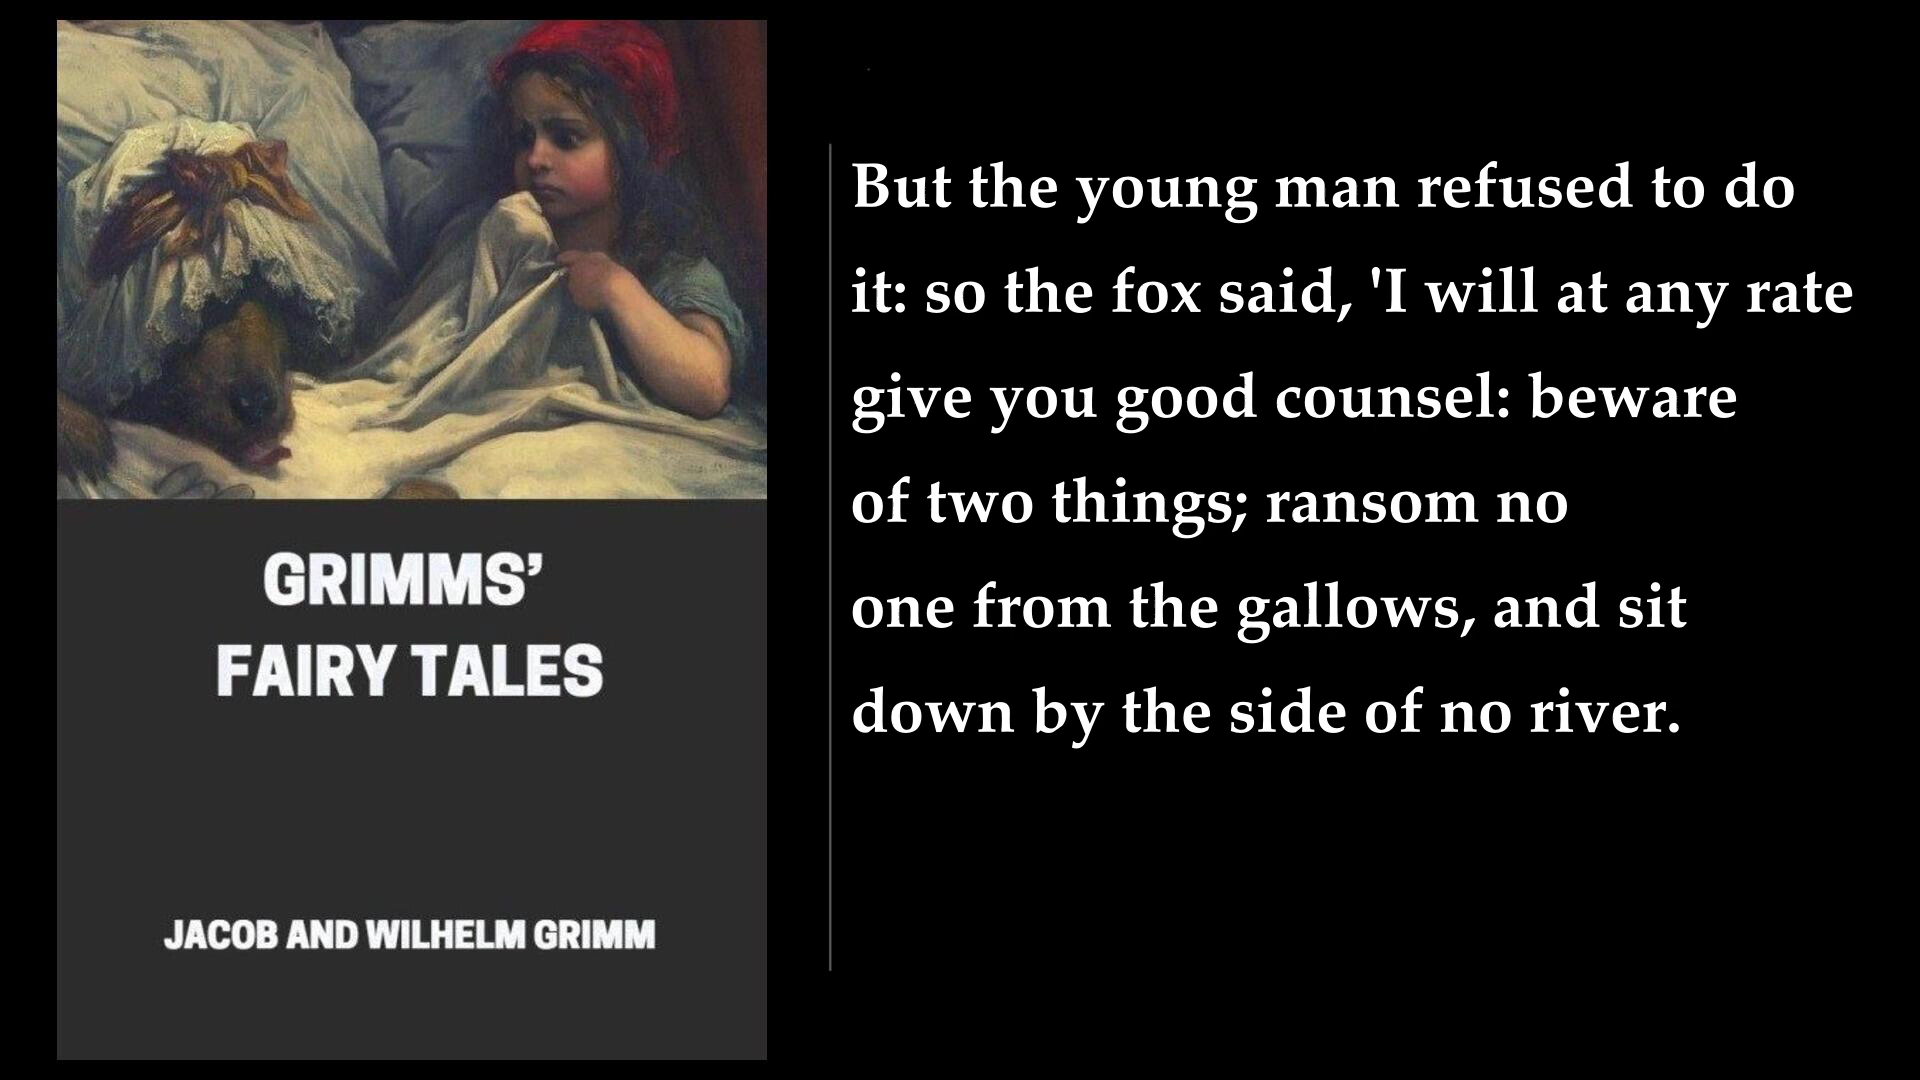 GRIMMS’
FAIRY TALES
JACOB AND WILHELM GRIMM
But the young man refused to do
it: so the fox said, 'I will at any rate
give you good counsel: beware
of two things; ransom no
one from the gallows, and sit
down by the side of no river.